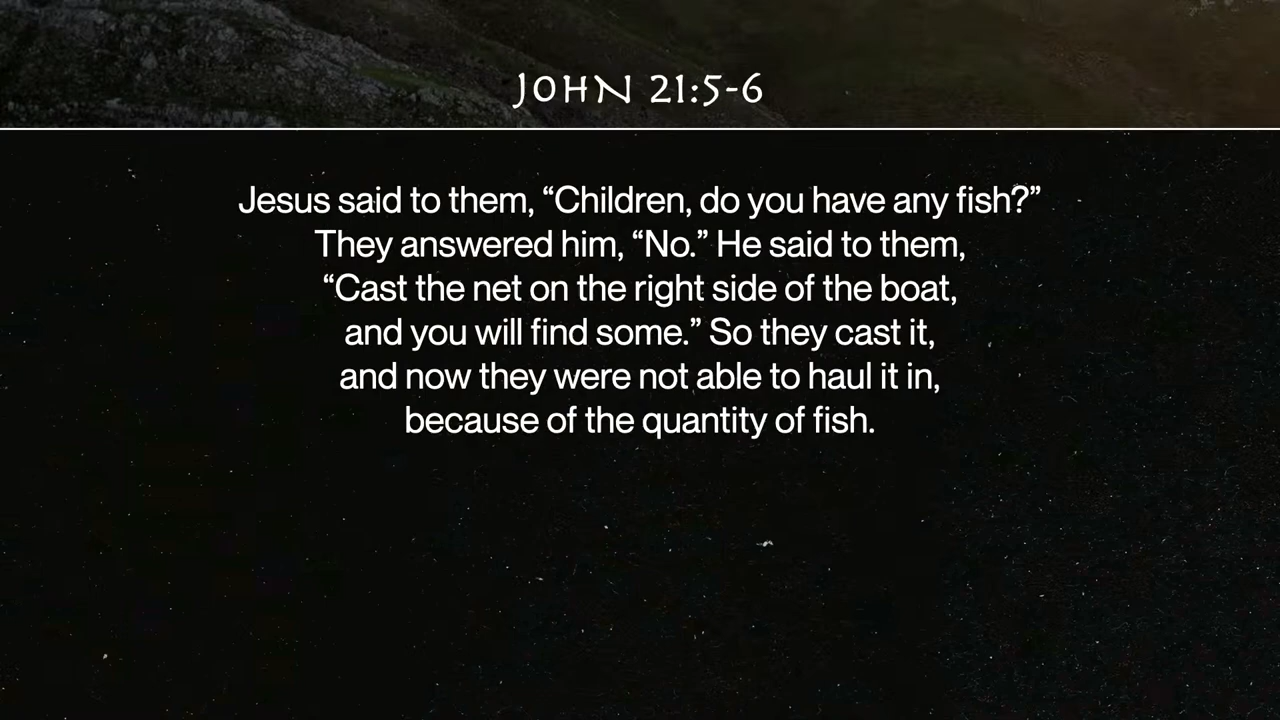 JOHN 21:5-6
Jesus said to them, “Children, do you have any fish?”
They answered him, “No.” He said to them,
“Cast the net on the right side of the boat,
and you will find some.” So they cast it,
and now they were not able to haul it in,
because of the quantity of fish.